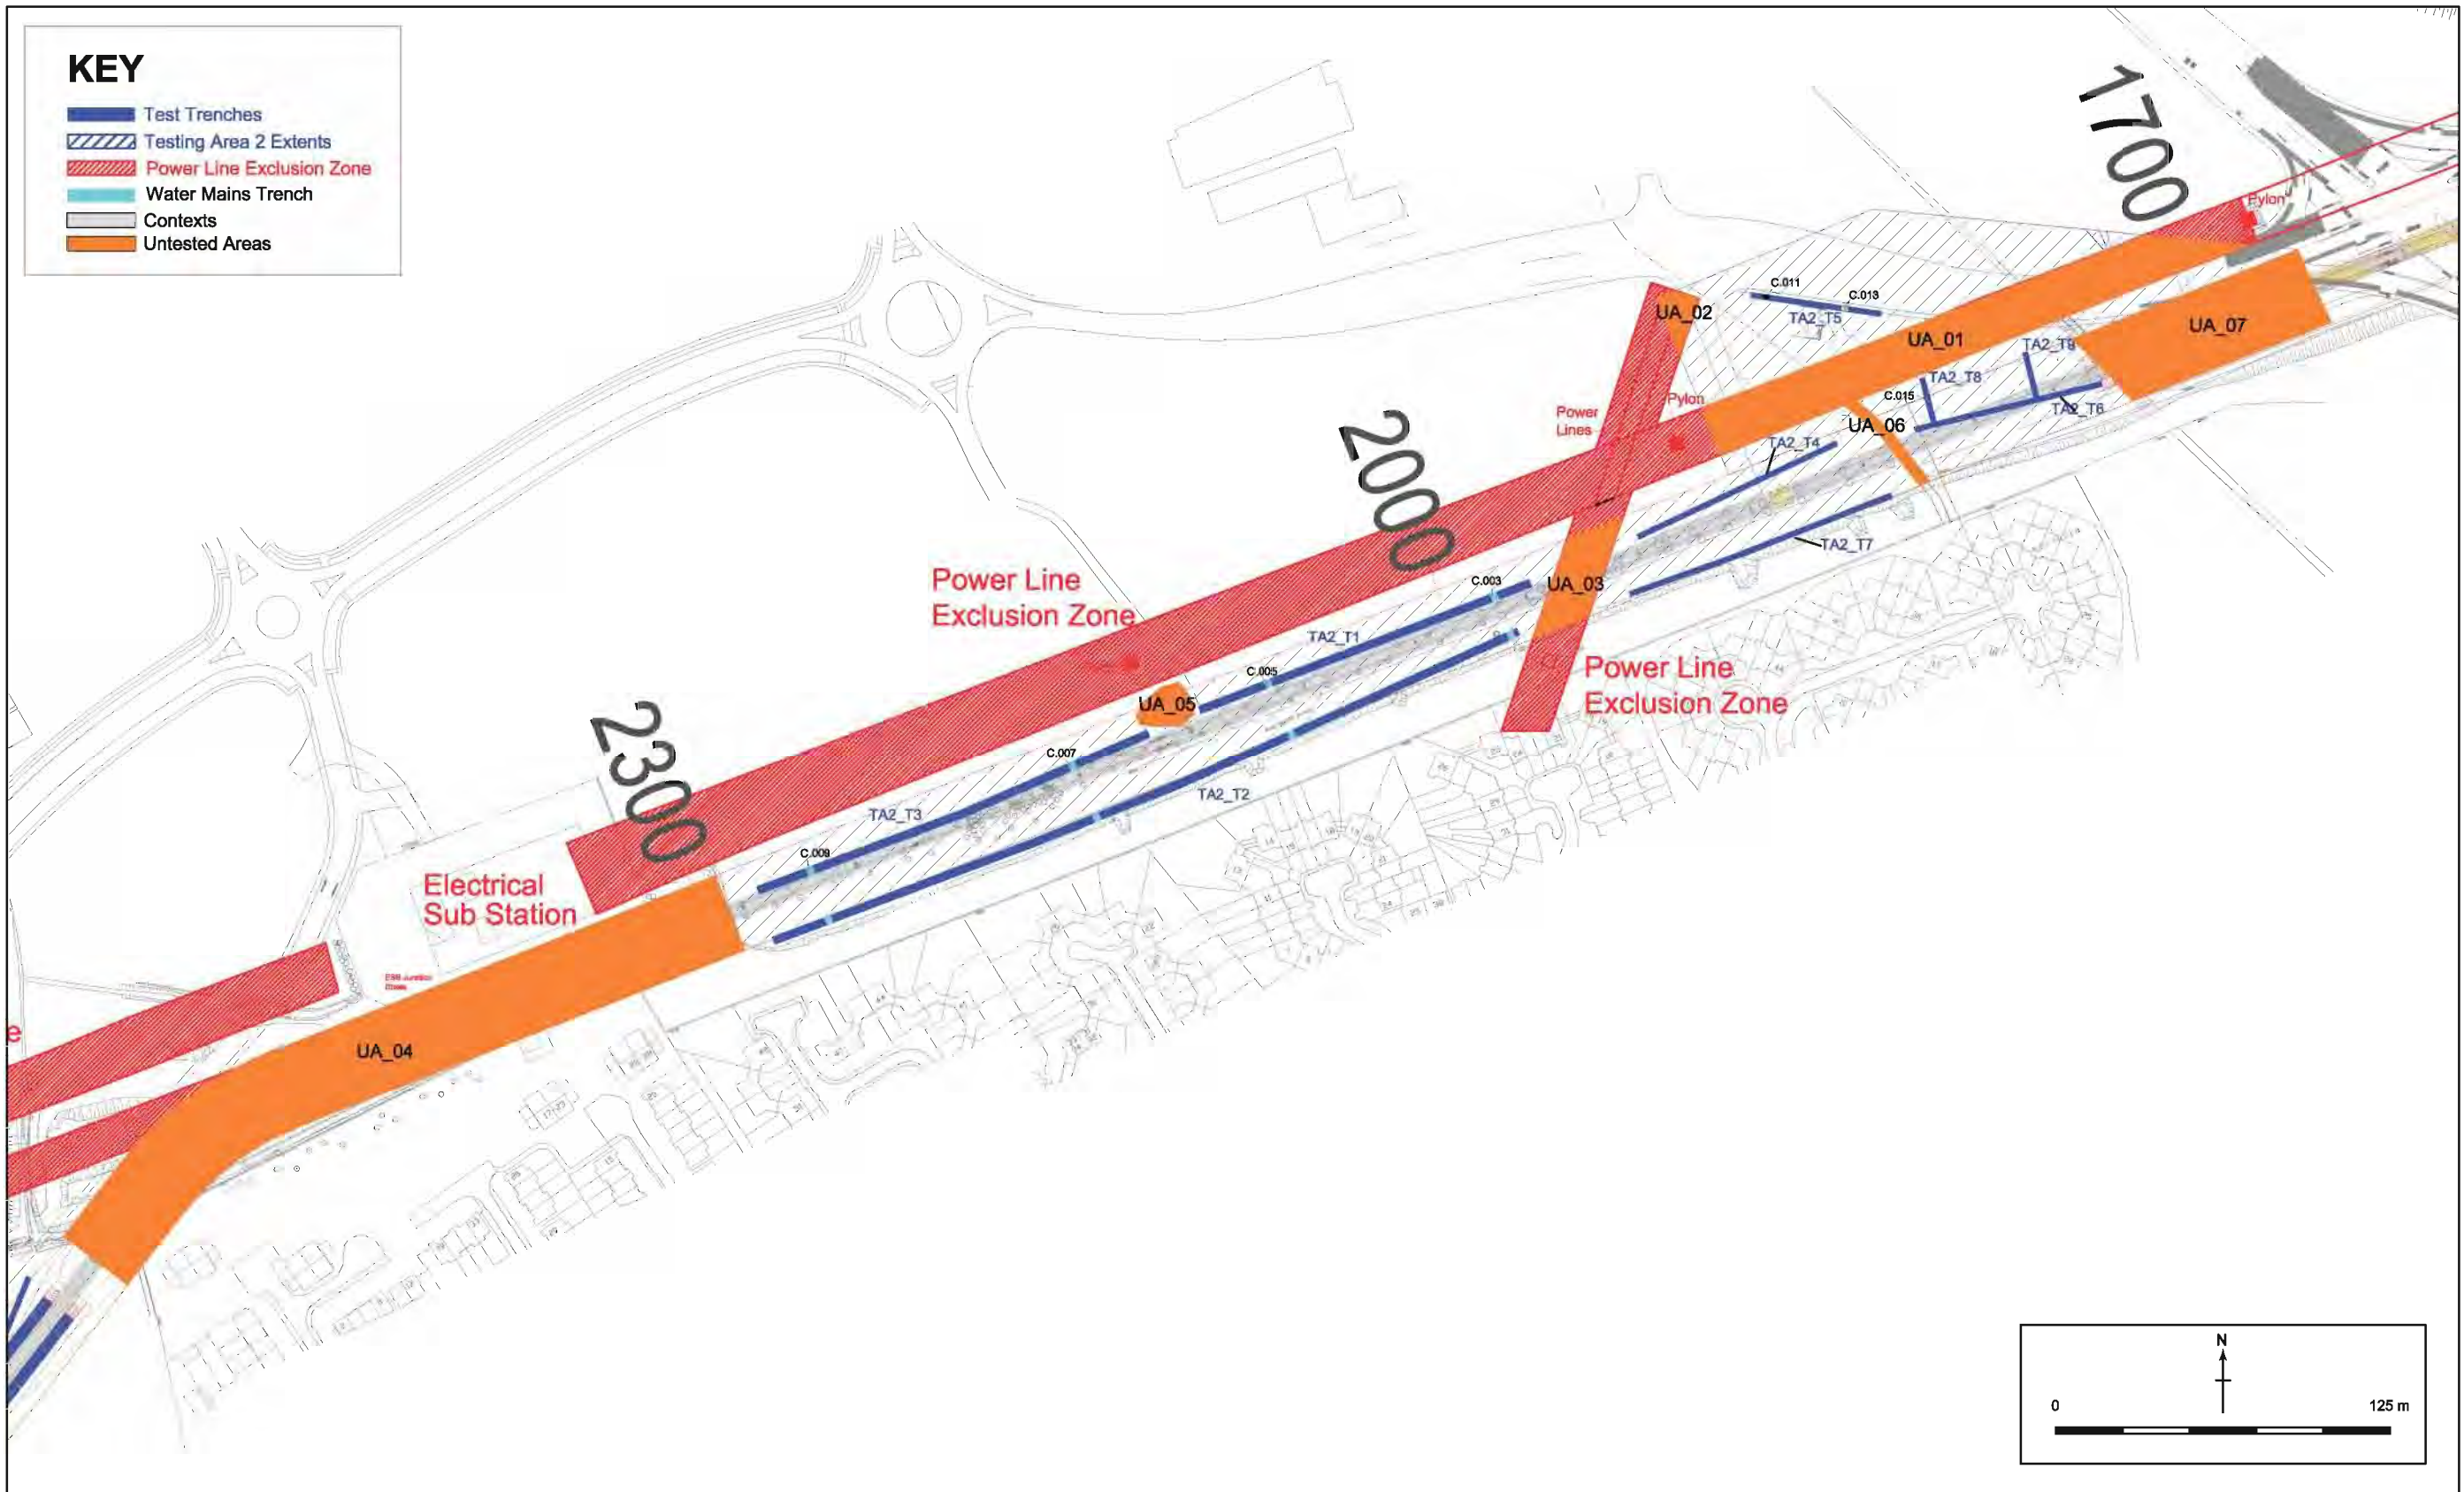 KEY
Test Trenches
Testing Area 2 Extents
Power Line Exclusion Zone
Water Mains Trench
Contexts
Untested Areas
1700
Pylon
C.011
C.013
TA2_T5
UA_02
UA_01
UA_07
TA2_T9
TA2_T8
C.015
TA2_T6
Power
Lines
Pylon
UA_06
TA2_T4
2000
TA2_T7
Power Line
Exclusion Zone
C.003
UA_03
TA2_T1
C.005
Power Line
Exclusion Zone
UA_05
2300
C.007
TA2_T2
TA2_T3
C.009
Electrical
Sub Station
e
UA_04
17-23
N
0
125 m